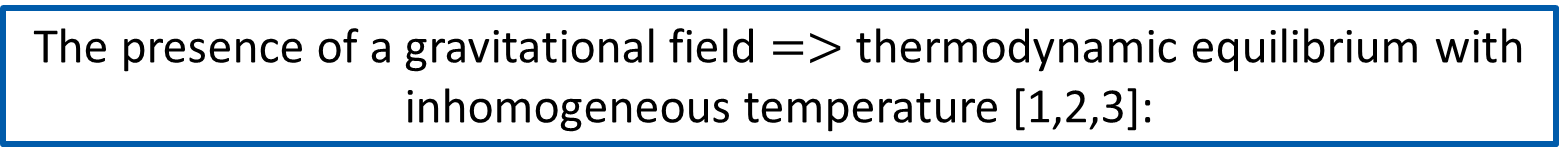 The presence of a gravitational field => thermodynamic equilibrium with
inhomogeneous temperature [1,2,3]: